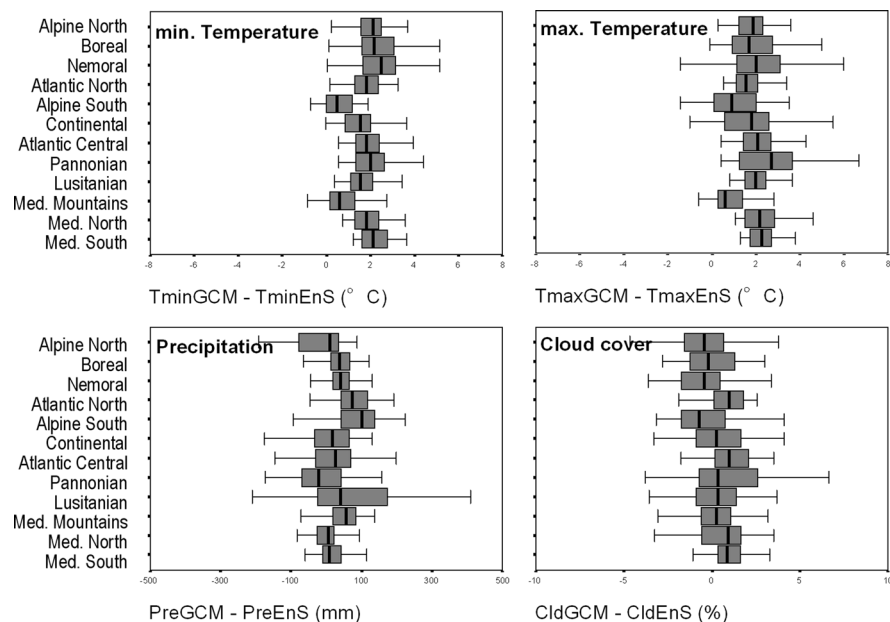 min. Temperature
max. Temperature
Alpine North
Boreal
Nemoral
Atlantic North
Alpine South
Continental
Atlantic Central
Pannonian
Lusitanian
Med. Mountains
Med. North
Med. South
-8 -6 -4 -2 0 2 4 6 8
-8 -6 -4 -2 0 2 4 6 8
TminGCM - TminEnS (° C)
TmaxGCM - TmaxEnS (° C)
Precipitation
Cloud cover
Alpine North
Boreal
Nemoral
Atlantic North
Alpine South
Continental
Atlantic Central
Pannonian
Lusitanian
Med. Mountains
Med. North
Med. South
-500 -300 -100 100 300 500
-10 -5 0 5 10
PreGCM - PreEnS (mm)
CldGCM - CldEnS (%)